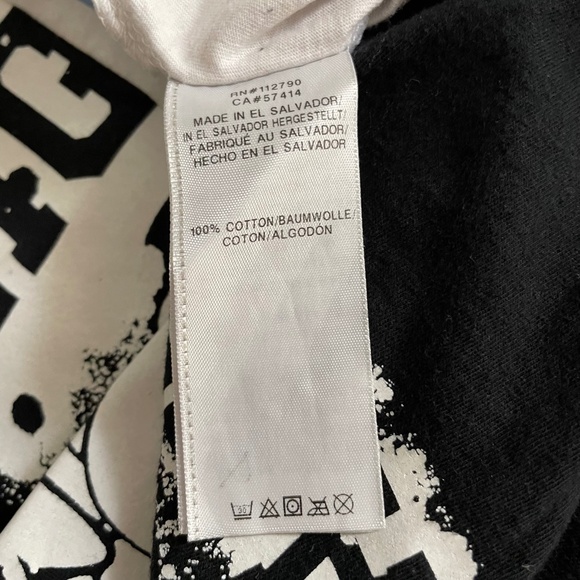 RN#112790
CA#57414
MADE IN EL SALVADOR/
IN EL SALVADOR HERGESTELLT/
FABRIQUÉ AU SALVADOR/
HECHO EN EL SALVADOR
100% COTTON/BAUMWOLLE/
COTON/ALGODÓN
30